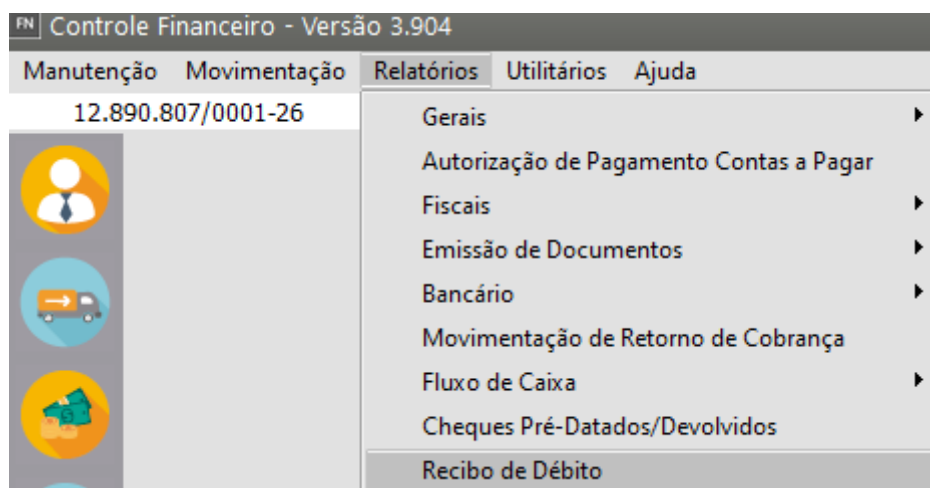 FN Controle Financeiro - Versão 3.904
Manutenção Movimentação Relatórios Utilitários Ajuda
12.890.807/0001-26
Gerais
Autorização de Pagamento Contas a Pagar
Fiscais
Emissão de Documentos
Bancário
Movimentação de Retorno de Cobrança
Fluxo de Caixa
Cheques Pré-Datados/Devolvidos
Recibo de Débito